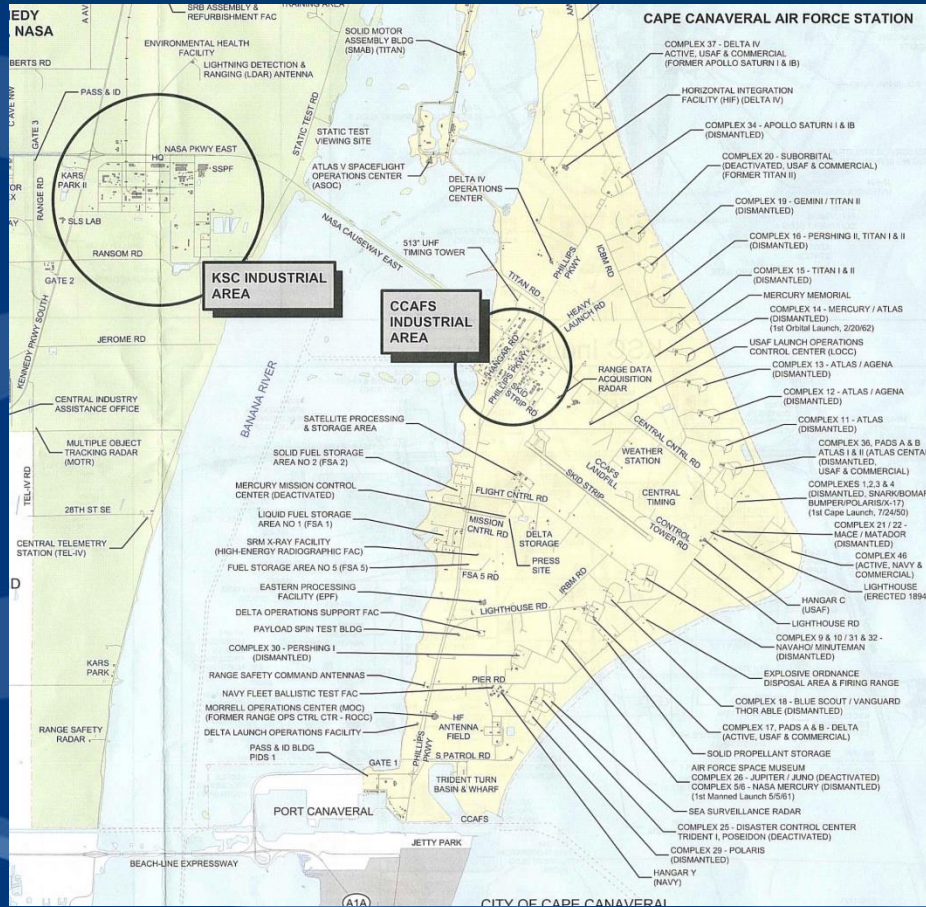 EDY
, NASA
SRB ASSEMBLY &
REFURBISHMENT FAC
TRAINING AREA
ENVIRONMENTAL HEALTH
FACILITY
LIGHTNING DETECTION &
RANGING (LDAR) ANTENNA
BERTS RD
PASS & ID
C AVE NW
GATE 3
STATIC TEST RD
NASA PKWY EAST
HQ
SSPF
KARS
PARK II
RANGE RD
SLS LAB
RANSOM RD
GATE 2
KSC INDUSTRIAL
AREA
JEROME RD
KENNEDY PKWY SOUTH
CENTRAL INDUSTRY
ASSISTANCE OFFICE
MULTIPLE OBJECT
TRACKING RADAR
(MOTR)
TEL-IV RD
28TH ST SE
CENTRAL TELEMETRY
STATION (TEL-IV)
D
KARS
PARK
RANGE SAFETY
RADAR
BANANA RIVER
SOLID MOTOR
ASSEMBLY BLDG
(SMAB) (TITAN)
STATIC TEST
VIEWING SITE
ATLAS V SPACEFLIGHT
OPERATIONS CENTER
(ASOC)
DELTA IV
OPERATIONS
CENTER
NASA CAUSEWAY EAST
513' UHF
TIMING TOWER
TITAN RD
PHILLIPS
PKWY
ICBM RD
HEAVY
LAUNCH RD
CCAFS
INDUSTRIAL
AREA
HANGAR RD
PHILLIPS PKWY
SKID
STRIP RD
RANGE DATA
ACQUISITION
RADAR
SATELLITE PROCESSING
& STORAGE AREA
SOLID FUEL STORAGE
AREA NO 2 (FSA 2)
MERCURY MISSION CONTROL
CENTER (DEACTIVATED)
LIQUID FUEL STORAGE
AREA NO 1 (FSA 1)
SRM X-RAY FACILITY
(HIGH-ENERGY RADIOGRAPHIC FAC)
FUEL STORAGE AREA NO 5 (FSA 5)
EASTERN PROCESSING
FACILITY (EPF)
DELTA OPERATIONS SUPPORT FAC
PAYLOAD SPIN TEST BLDG
COMPLEX 30 - PERSHING I
(DISMANTLED)
RANGE SAFETY COMMAND ANTENNAS
NAVY FLEET BALLISTIC TEST FAC
MORRELL OPERATIONS CENTER (MOC)
(FORMER RANGE OPS CTRL CTR - ROCC)
DELTA LAUNCH OPERATIONS FACILITY
PASS & ID BLDG
PIDS 1
GATE 1
FLIGHT CNTRL RD
MISSION
CNTRL RD
DELTA
STORAGE
PRESS
SITE
FSA 5 RD
LIGHTHOUSE RD
IRBM RD
SKID STRIP
CCAFS
LANDFILL
WEATHER
STATION
CENTRAL
TIMING
CENTRAL CNTRL RD
CONTROL
TOWER RD
PIER RD
HF
ANTENNA
FIELD
PHILLIPS
PKWY
S PATROL RD
TRIDENT TURN
BASIN & WHARF
PORT CANAVERAL
CCAFS
JETTY PARK
BEACH-LINE EXPRESSWAY
A1A
CITY OF CAPE CANAVERAL
CAPE CANAVERAL AIR FORCE STATION
COMPLEX 37 - DELTA IV
ACTIVE, USAF & COMMERCIAL
(FORMER APOLLO SATURN I & IB)
HORIZONTAL INTEGRATION
FACILITY (HIF) (DELTA IV)
COMPLEX 34 - APOLLO SATURN I & IB
(DISMANTLED)
COMPLEX 20 - SUBORBITAL
(DEACTIVATED, USAF & COMMERCIAL)
(FORMER TITAN II)
COMPLEX 19 - GEMINI / TITAN II
(DISMANTLED)
COMPLEX 16 - PERSHING II, TITAN I & II
(DISMANTLED)
COMPLEX 15 - TITAN I & II
(DISMANTLED)
MERCURY MEMORIAL
COMPLEX 14 - MERCURY / ATLAS
(DISMANTLED)
(1st Orbital Launch, 2/20/62)
USAF LAUNCH OPERATIONS
CONTROL CENTER (LOCC)
COMPLEX 13 - ATLAS / AGENA
(DISMANTLED)
COMPLEX 12 - ATLAS / AGENA
(DISMANTLED)
COMPLEX 11 - ATLAS
(DISMANTLED)
COMPLEX 36, PADS A & B
ATLAS I & II (ATLAS CENTAU
(DISMANTLED,
USAF & COMMERCIAL)
COMPLEXES 1,2,3 & 4
(DISMANTLED, SNARK/BOMAR
BUMPER/POLARIS/X-17)
(1st Cape Launch, 7/24/50)
COMPLEX 21 / 22 -
MACE / MATADOR
(DISMANTLED)
COMPLEX 46
(ACTIVE, NAVY &
COMMERCIAL)
LIGHTHOUSE
(ERECTED 1894
HANGAR C
(USAF)
LIGHTHOUSE RD
COMPLEX 9 & 10 / 31 & 32 -
NAVAHO/ MINUTEMAN
(DISMANTLED)
EXPLOSIVE ORDNANCE
DISPOSAL AREA & FIRING RANGE
COMPLEX 18 - BLUE SCOUT / VANGUARD
THOR ABLE (DISMANTLED)
COMPLEX 17, PADS A & B - DELTA
(ACTIVE, USAF & COMMERCIAL)
SOLID PROPELLANT STORAGE
AIR FORCE SPACE MUSEUM
COMPLEX 26 - JUPITER / JUNO (DEACTIVATED)
COMPLEX 5/6 - NASA MERCURY (DISMANTLED)
(1st Manned Launch 5/5/61)
SEA SURVEILLANCE RADAR
COMPLEX 25 - DISASTER CONTROL CENTER
TRIDENT I, POSEIDON (DEACTIVATED)
COMPLEX 29 - POLARIS
(DISMANTLED)
HANGAR Y
(NAVY)